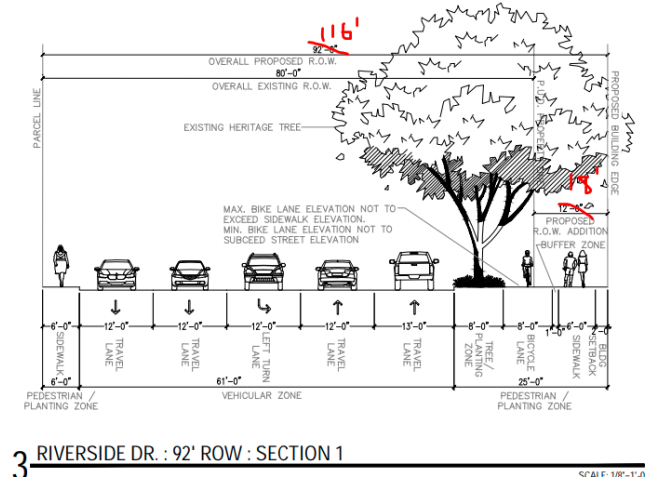 116'
92'-0"
OVERALL PROPOSED R.O.W.
80'-0"
OVERALL EXISTING R.O.W.
PARCEL LINE
EXISTING HERITAGE TREE
P.U.D. PROPERTY
PROPOSED BUILDING EDGE
18'
12'-0"
PROPOSED
R.O.W. ADDITION
BUFFER ZONE
MAX. BIKE LANE ELEVATION NOT TO
EXCEED SIDEWALK ELEVATION.
MIN. BIKE LANE ELEVATION NOT TO
SUBCEED STREET ELEVATION
6'-0" 12'-0" 12'-0" 12'-0" 12'-0" 13'-0" 8'-0" 8'-0" 1'-0" 6'-0" 2'-0"
SIDEWALK
TRAVEL
LANE
TRAVEL
LANE
LEFT TURN
LANE
TRAVEL
LANE
TRAVEL
LANE
TREE/
PLANTING
ZONE
BICYCLE
LANE
SIDEWALK
BLDG
SETBACK
6'-0" 61'-0" 25'-0"
PEDESTRIAN /
PLANTING ZONE
VEHICULAR ZONE
PEDESTRIAN /
PLANTING ZONE
3 RIVERSIDE DR. : 92' ROW : SECTION 1
SCALE: 1/8"=1'-0